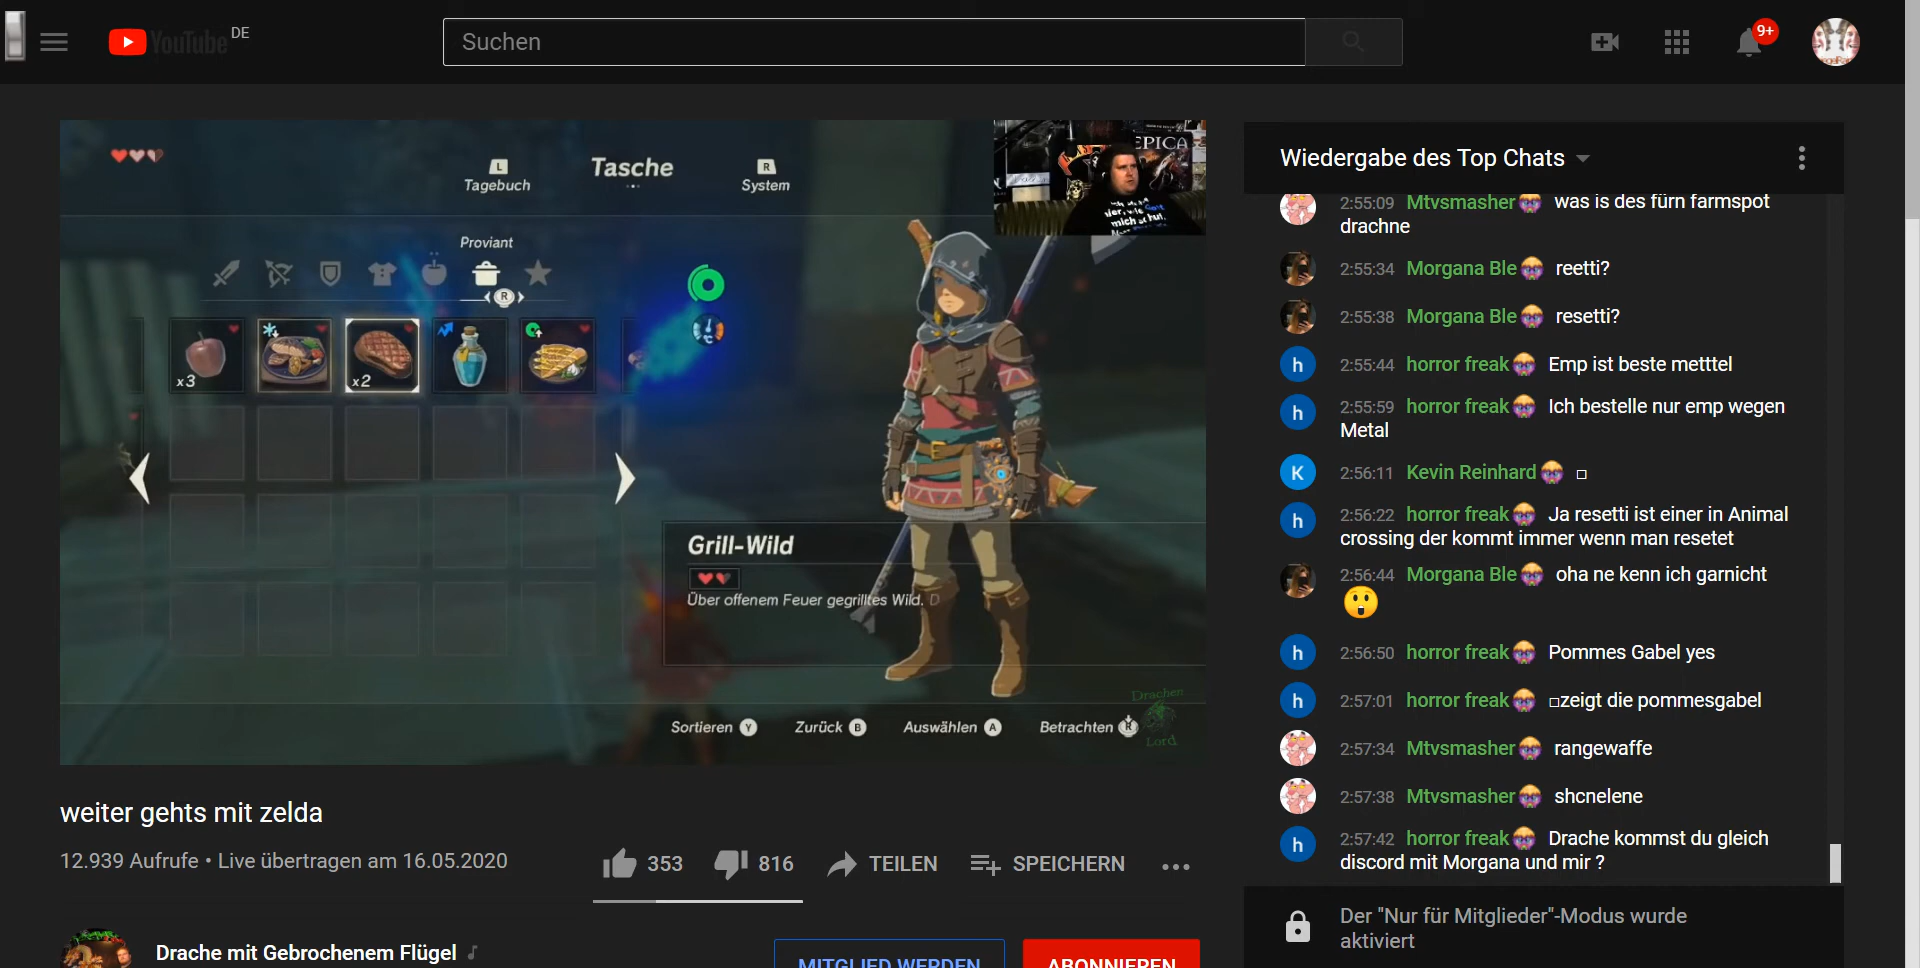 YouTube DE
Suchen
9+
L
Tagebuch
Tasche
R
System
EPICA
Proviant
R
x3
x2
Grill-Wild
Über offenem Feuer gegrilltes Wild. D
Sortieren Y
Zurück B
Auswählen A
Betrachten R
Drachen
Lord
weiter gehts mit zelda
12.939 Aufrufe • Live übertragen am 16.05.2020
353
816
TEILEN
SPEICHERN
Drache mit Gebrochenem Flügel
MITGLIED WERDEN
ABONNIEREN
Wiedergabe des Top Chats
2:55:09 Mtvsmasher was is des fürn farmspot
drachne
2:55:34 Morgana Ble reetti?
2:55:38 Morgana Ble resetti?
h 2:55:44 horror freak Emp ist beste metttel
h 2:55:59 horror freak Ich bestelle nur emp wegen
Metal
K 2:56:11 Kevin Reinhard □
h 2:56:22 horror freak Ja resetti ist einer in Animal
crossing der kommt immer wenn man resetet
2:56:44 Morgana Ble oha ne kenn ich garnicht
😲
h 2:56:50 horror freak Pommes Gabel yes
h 2:57:01 horror freak □zeigt die pommesgabel
2:57:34 Mtvsmasher rangewaffe
2:57:38 Mtvsmasher shcnelene
h 2:57:42 horror freak Drache kommst du gleich
discord mit Morgana und mir ?
Der "Nur für Mitglieder"-Modus wurde
aktiviert